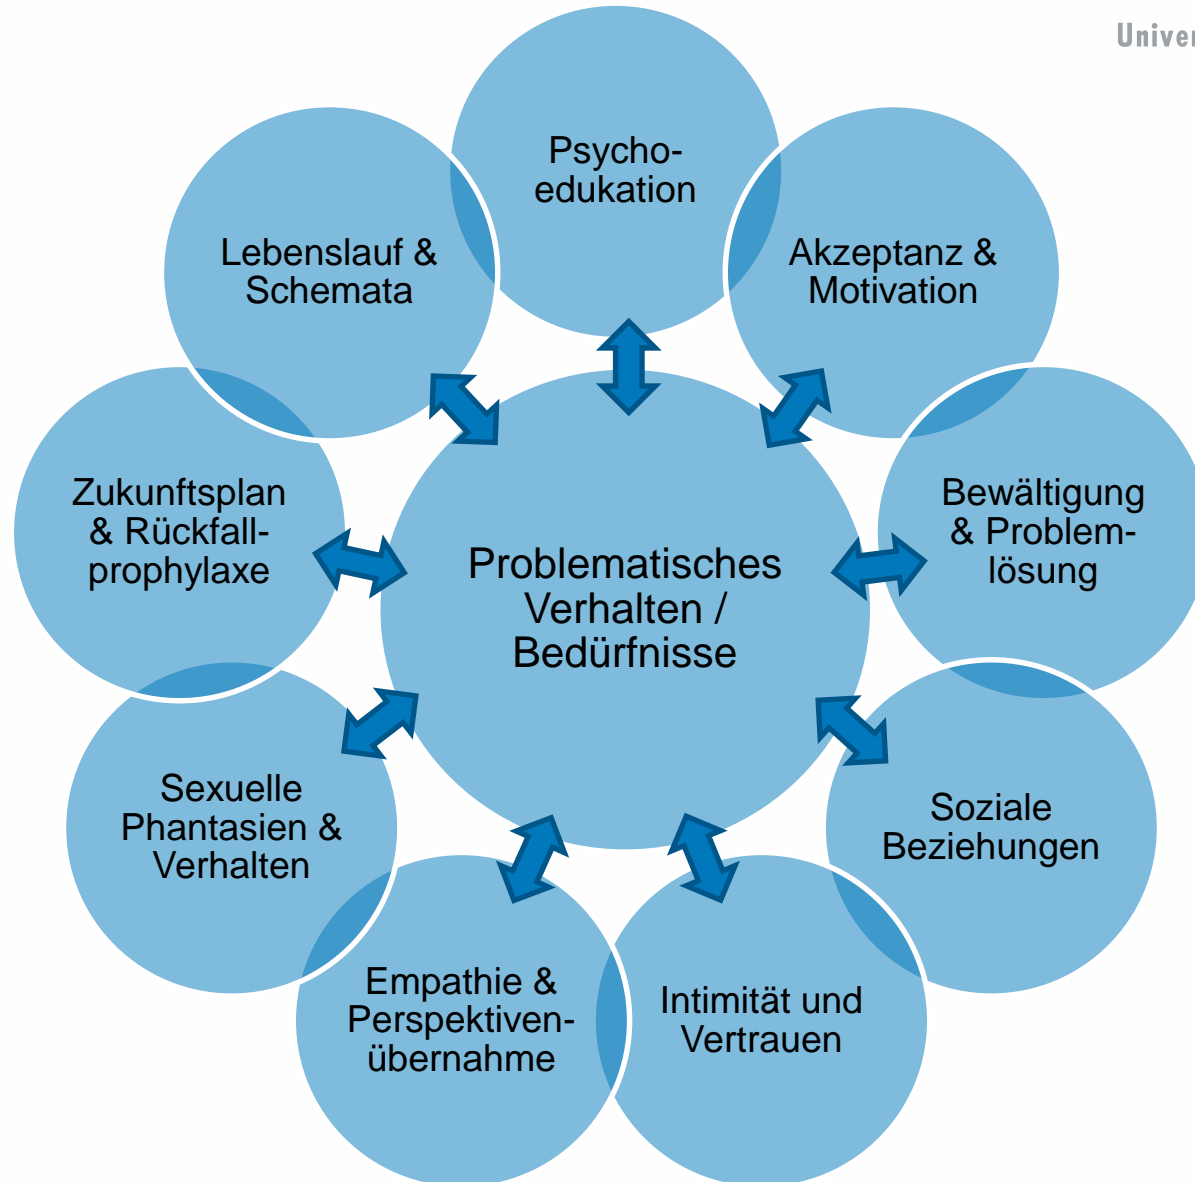 Univer
Psycho-
edukation
Akzeptanz &
Motivation
Bewältigung
& Problem-
lösung
Soziale
Beziehungen
Intimität und
Vertrauen
Empathie &
Perspektiven-
übernahme
Sexuelle
Phantasien &
Verhalten
Zukunftsplan
& Rückfall-
prophylaxe
Lebenslauf &
Schemata
Problematisches
Verhalten /
Bedürfnisse